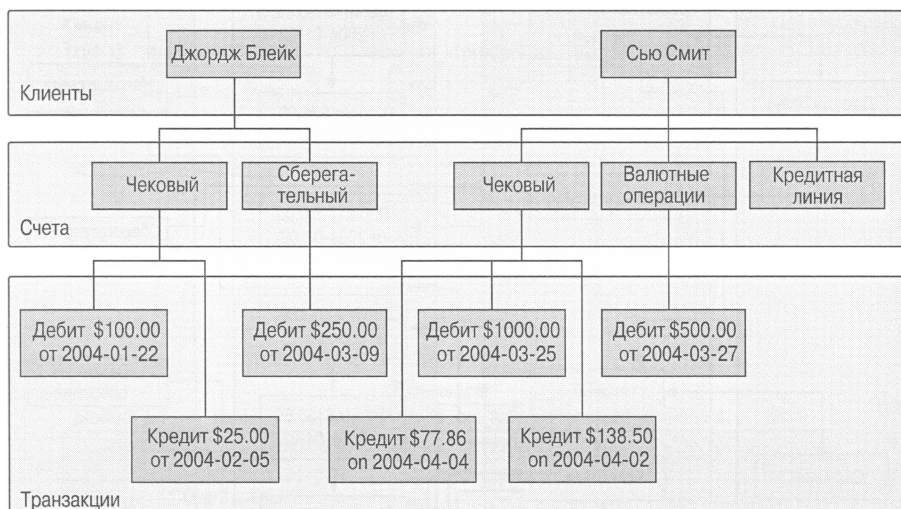 Джордж Блейк
Сью Смит
Клиенты
Чековый
Сберега-
тельный
Чековый
Валютные
операции
Кредитная
линия
Счета
Дебит $100.00
от 2004-01-22
Дебит $250.00
от 2004-03-09
Дебит $1000.00
от 2004-03-25
Дебит $500.00
от 2004-03-27
Кредит $25.00
от 2004-02-05
Кредит $77.86
on 2004-04-04
Кредит $138.50
on 2004-04-02
Транзакции